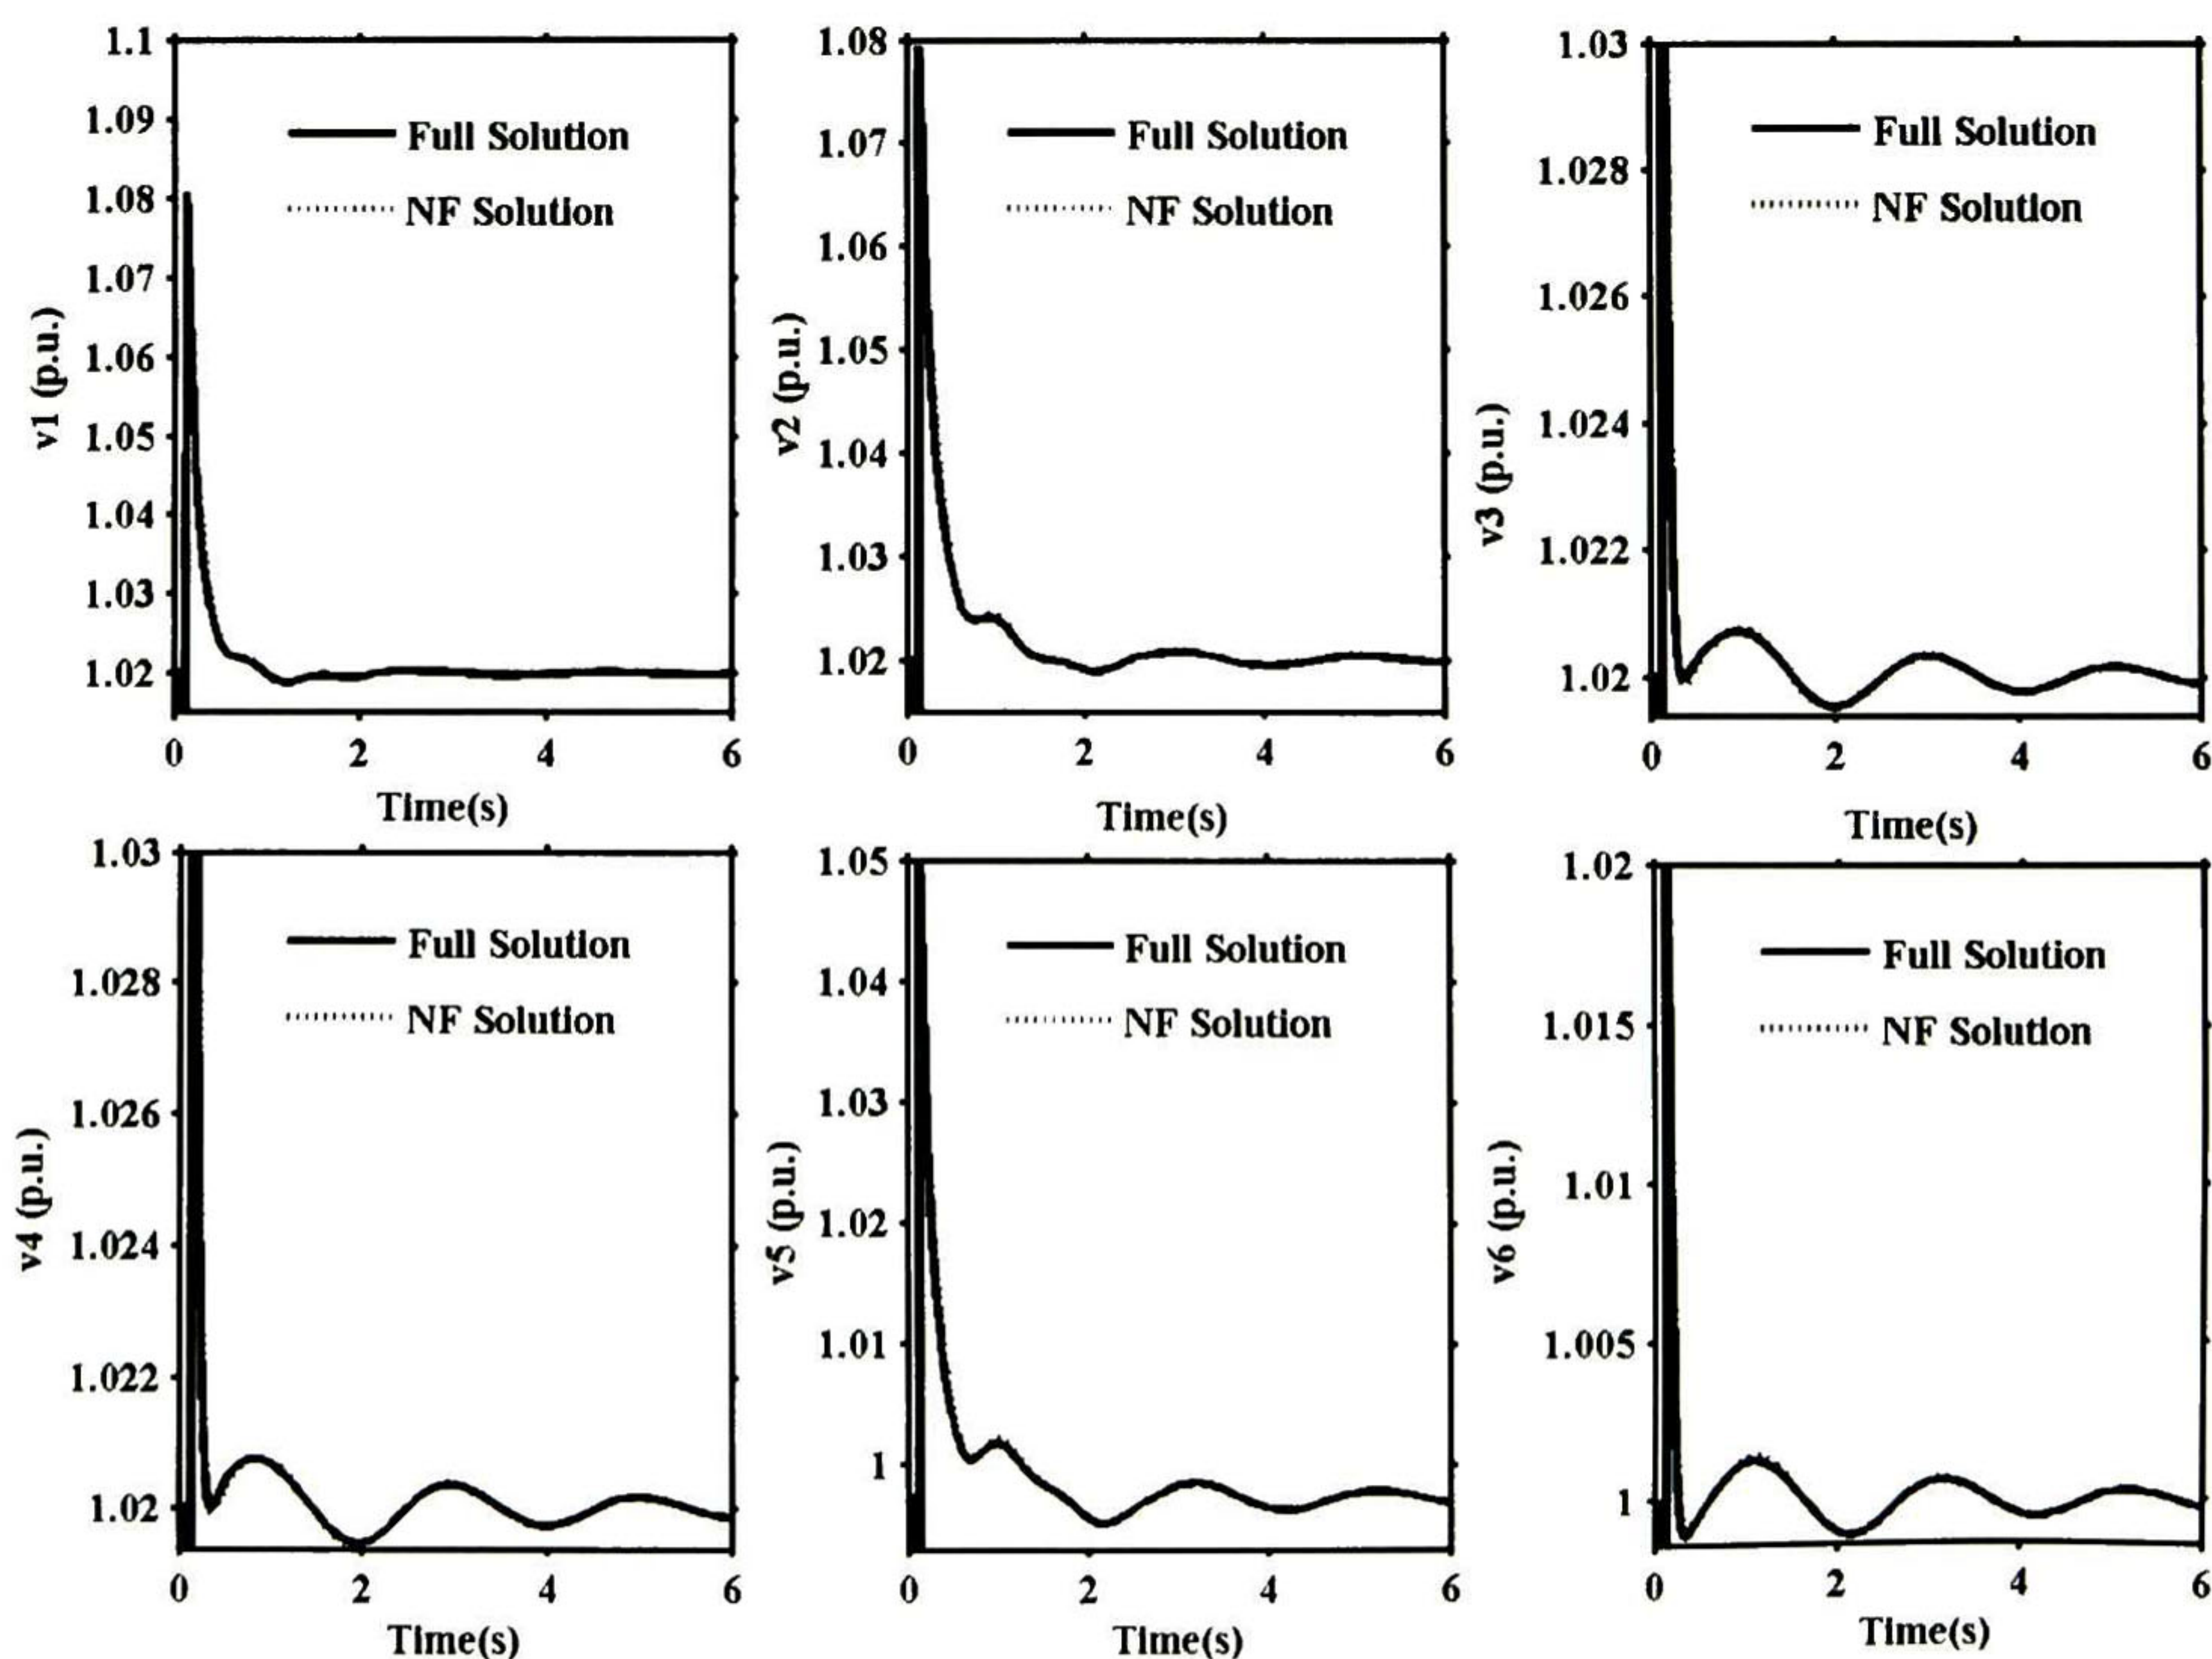 1.1
1.09
1.08
1.07
1.06
1.05
1.04
1.03
1.02
v1 (p.u.)
Full Solution
NF Solution
0 2 4 6
Time(s)
1.08
1.07
1.06
1.05
1.04
1.03
1.02
v2 (p.u.)
Full Solution
NF Solution
0 2 4 6
Time(s)
1.03
1.028
1.026
1.024
1.022
1.02
v3 (p.u.)
Full Solution
NF Solution
0 2 4 6
Time(s)
1.03
1.028
1.026
1.024
1.022
1.02
v4 (p.u.)
Full Solution
NF Solution
0 2 4 6
Time(s)
1.05
1.04
1.03
1.02
1.01
1
v5 (p.u.)
Full Solution
NF Solution
0 2 4 6
Time(s)
1.02
1.015
1.01
1.005
1
v6 (p.u.)
Full Solution
NF Solution
0 2 4 6
Time(s)